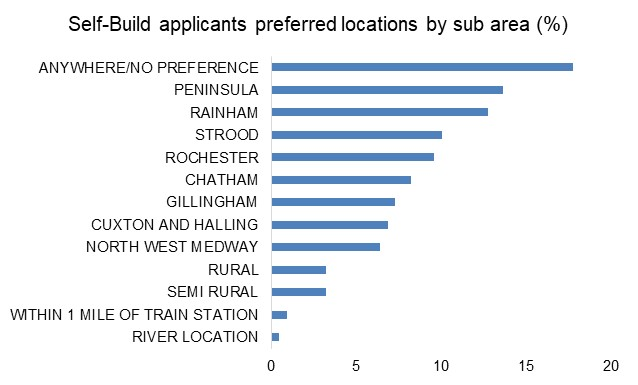 Self-Build applicants preferred locations by sub area (%)
ANYWHERE/NO PREFERENCE
PENINSULA
RAINHAM
STROOD
ROCHESTER
CHATHAM
GILLINGHAM
CUXTON AND HALLING
NORTH WEST MEDWAY
RURAL
SEMI RURAL
WITHIN 1 MILE OF TRAIN STATION
RIVER LOCATION
0 5 10 15 20